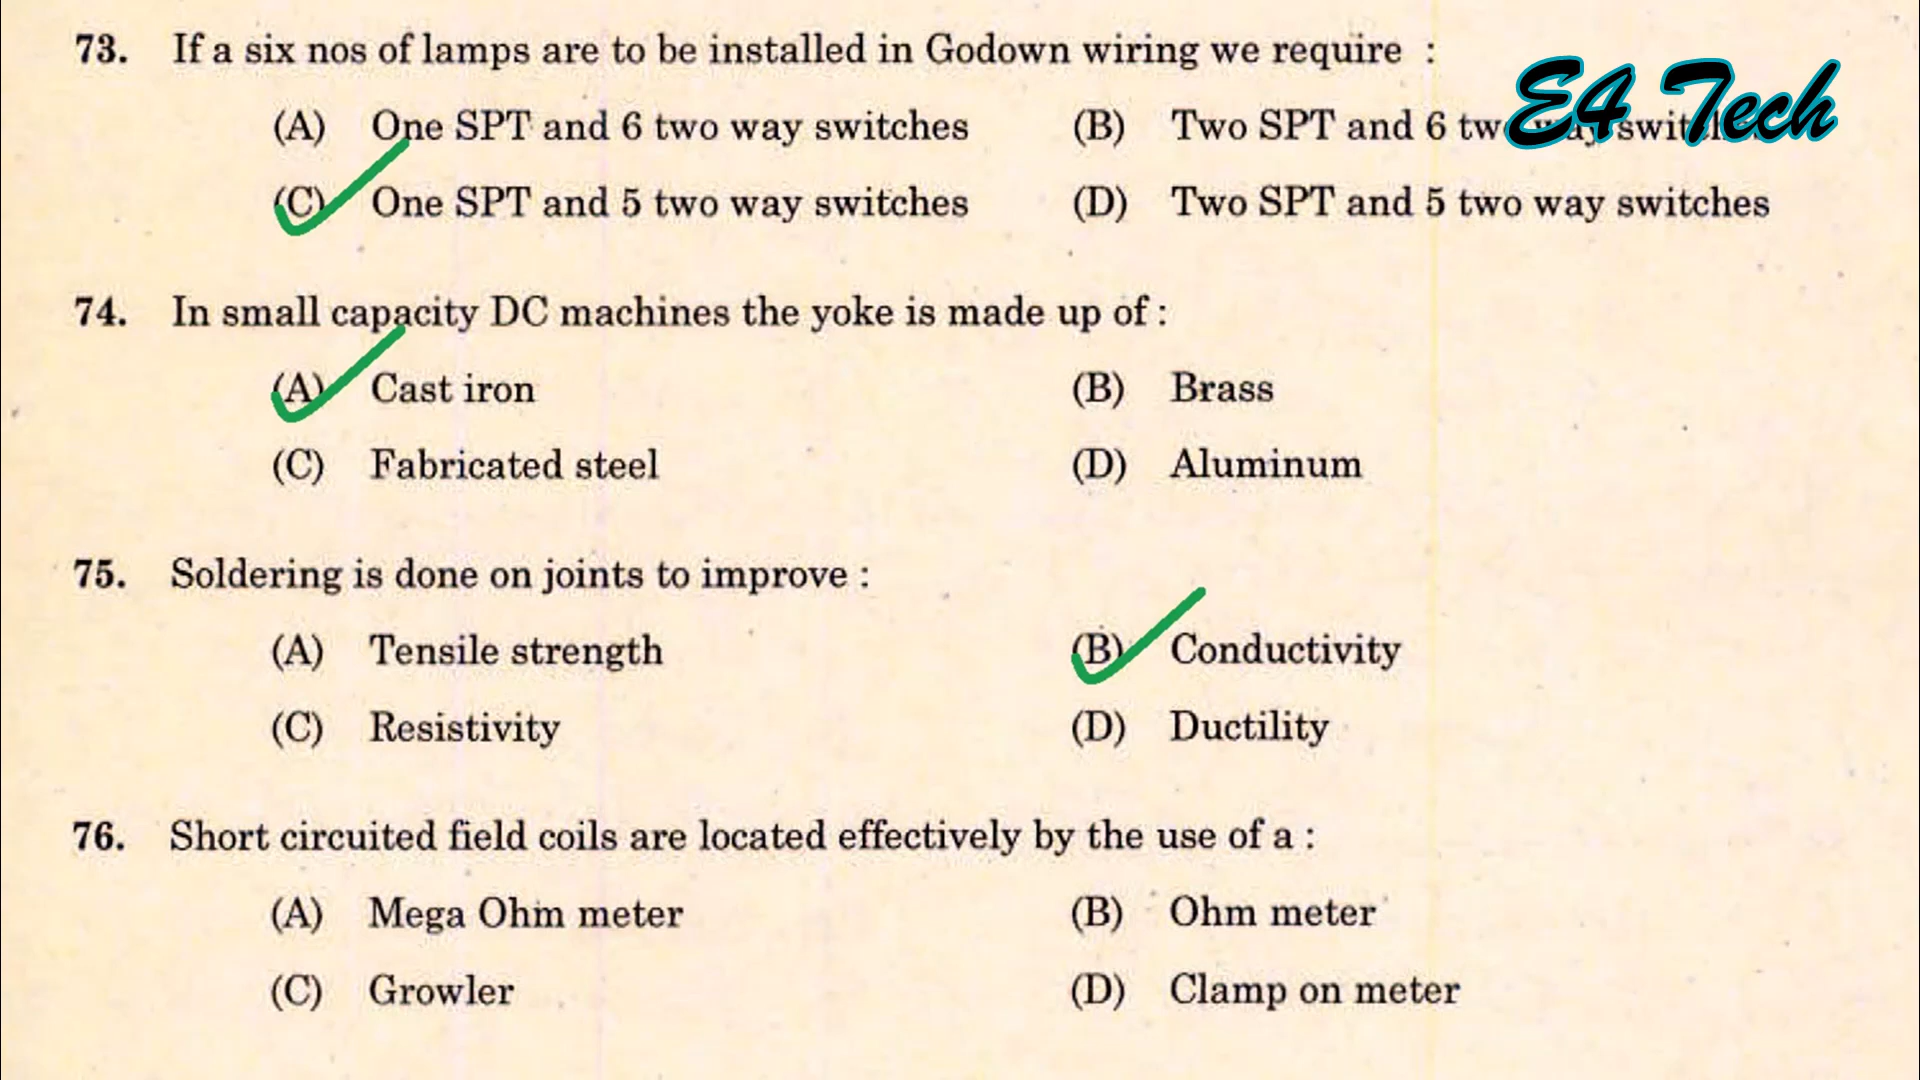 73. If a six nos of lamps are to be installed in Godown wiring we require :
E4 Tech
(A) One SPT and 6 two way switches (B) Two SPT and 6
(C) One SPT and 5 two way switches (D) Two SPT and 5 two way switches
74. In small capacity DC machines the yoke is made up of :
(A) Cast iron (B) Brass
(C) Fabricated steel (D) Aluminum
75. Soldering is done on joints to improve :
(A) Tensile strength (B) Conductivity
(C) Resistivity (D) Ductility
76. Short circuited field coils are located effectively by the use of a :
(A) Mega Ohm meter (B) Ohm meter
(C) Growler (D) Clamp on meter